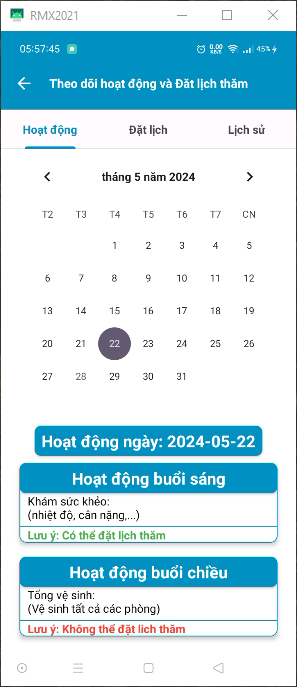 RMX2021
05:57:45
0.00 KB/S
45%
Theo dõi hoạt động và Đăt lịch thăm
Hoạt động Đặt lịch Lịch sử
tháng 5 năm 2024
T2 T3 T4 T5 T6 T7 CN
1 2 3 4 5
6 7 8 9 10 11 12
13 14 15 16 17 18 19
20 21 22 23 24 25 26
27 28 29 30 31
Hoạt động ngày: 2024-05-22
Hoạt động buổi sáng
Khám sức khẻo:
(nhiệt độ, cán nặng,...)
Lưu ý: Có thể đặt lịch thăm
Hoạt động buổi chiều
Tổng vệ sinh:
(Vệ sinh tất cá các phòng)
Lưu ý: Không thể đặt lich thăm